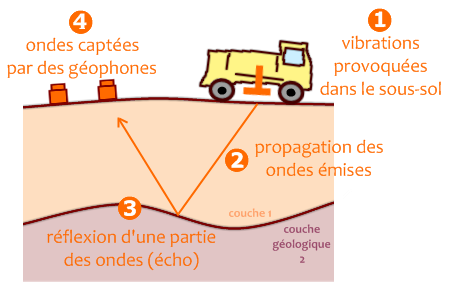 1
vibrations
provoquées
dans le sous-sol
2
propagation des
ondes émises
3
réflexion d'une partie
des ondes (écho)
4
ondes captées
par des géophones
couche 1
couche
géologique
2